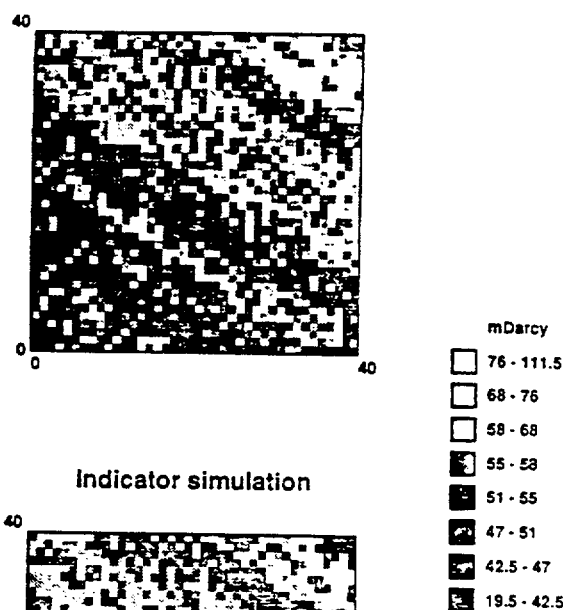 40
0
0
40
mDarcy
76 - 111.5
68 - 76
58 - 68
55 - 58
51 - 55
47 - 51
42.5 - 47
19.5 - 42.5
Indicator simulation
40